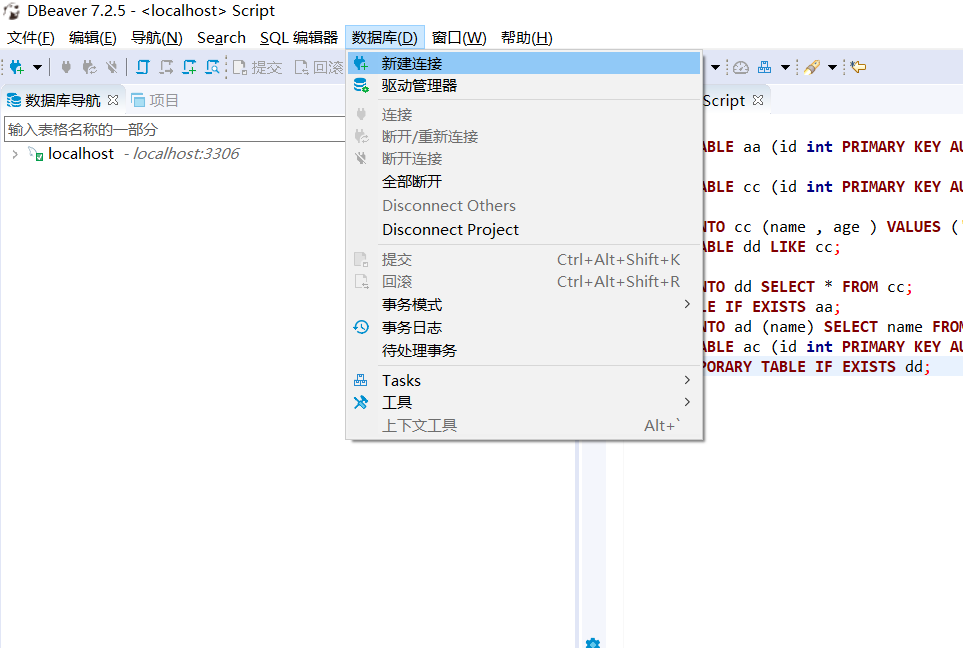 DBeaver 7.2.5 - <localhost> Script
文件(F) 编辑(E) 导航(N) Search SQL 编辑器 数据库(D) 窗口(W) 帮助(H)
提交 回滚
数据库导航 项目
Script
输入表格名称的一部分
localhost - localhost:3306
新建连接
驱动管理器
连接
断开/重新连接
断开连接
全部断开
Disconnect Others
Disconnect Project
提交 Ctrl+Alt+Shift+K
回滚 Ctrl+Alt+Shift+R
事务模式
事务日志
待处理事务
Tasks
工具
上下文工具 Alt+`
ABLE aa (id int PRIMARY KEY AU
ABLE cc (id int PRIMARY KEY AU
NTO cc (name , age ) VALUES ('
ABLE dd LIKE cc;
NTO dd SELECT * FROM cc;
LE IF EXISTS aa;
NTO ad (name) SELECT name FROM
ABLE ac (id int PRIMARY KEY AU
PORARY TABLE IF EXISTS dd;